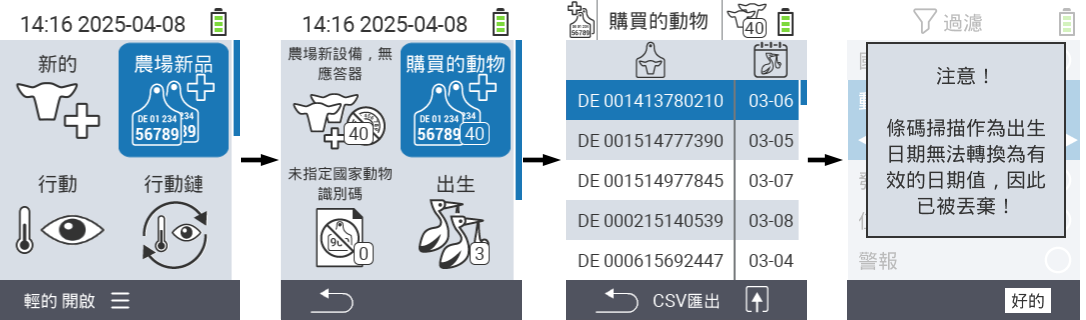 14:16 2025-04-08
新的
農場新品
DE 01 234
56789
行動
行動鏈
輕的 開啟
14:16 2025-04-08
農場新設備，無
應答器
購買的動物
40
DE 01 234
56789
40
未指定國家動物
識別碼
出生
0
3
購買的動物
56789
40
DE 001413780210 03-06
DE 001514777390 03-05
DE 001514977845 03-07
DE 000215140539 03-08
DE 000615692447 03-04
CSV匯出
過濾
注意！
條碼掃描作為出生
日期無法轉換為有
效的日期值，因此
已被丟棄！
警報
好的